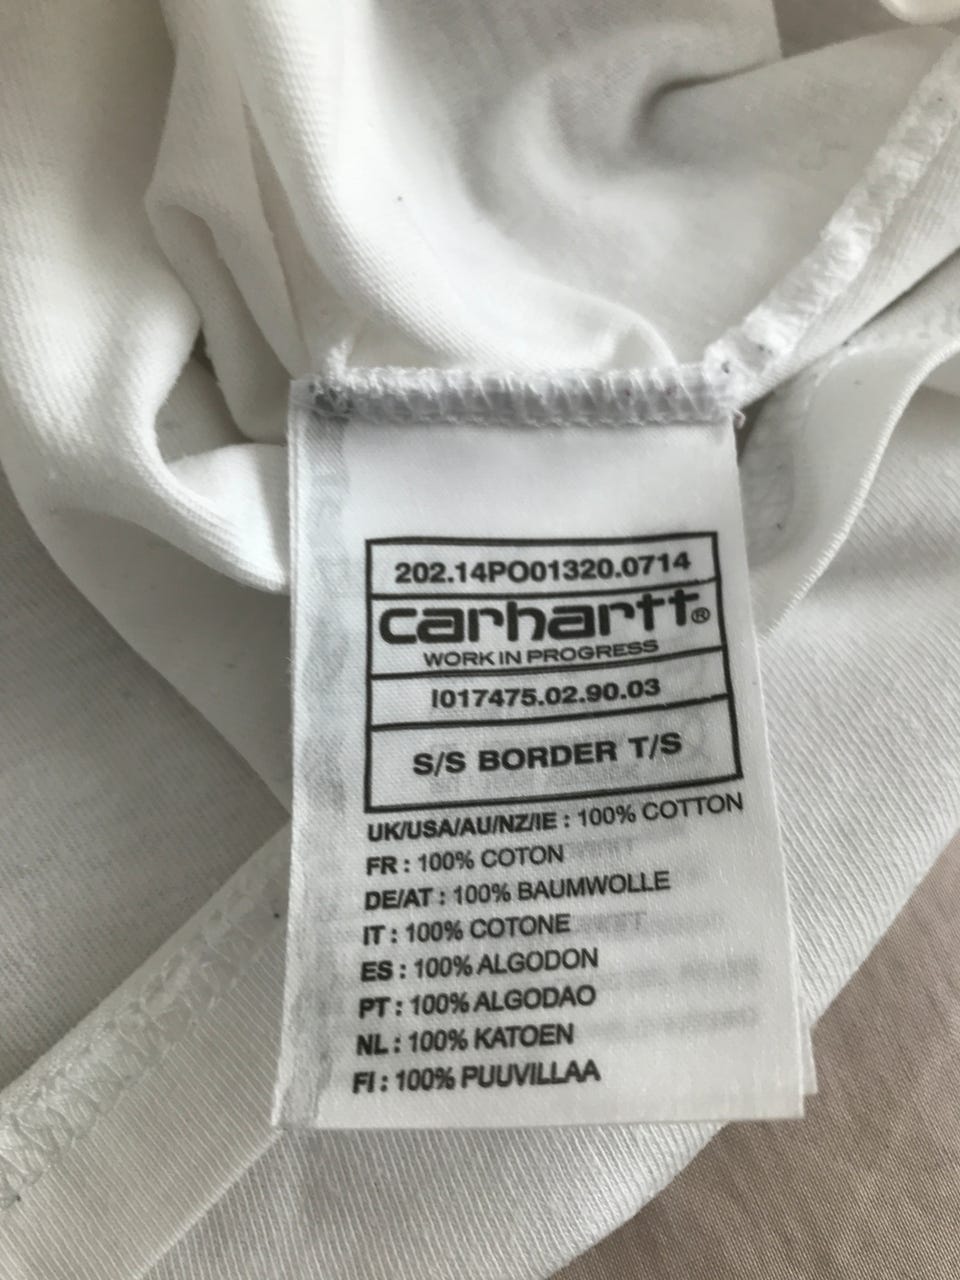 202.14PO01320.0714
carhartt®
WORK IN PROGRESS
I017475.02.90.03
S/S BORDER T/S
UK/USA/AU/NZ/IE : 100% COTTON
FR : 100% COTON
DE/AT : 100% BAUMWOLLE
IT : 100% COTONE
ES : 100% ALGODON
PT : 100% ALGODAO
NL : 100% KATOEN
FI : 100% PUUVILLAA